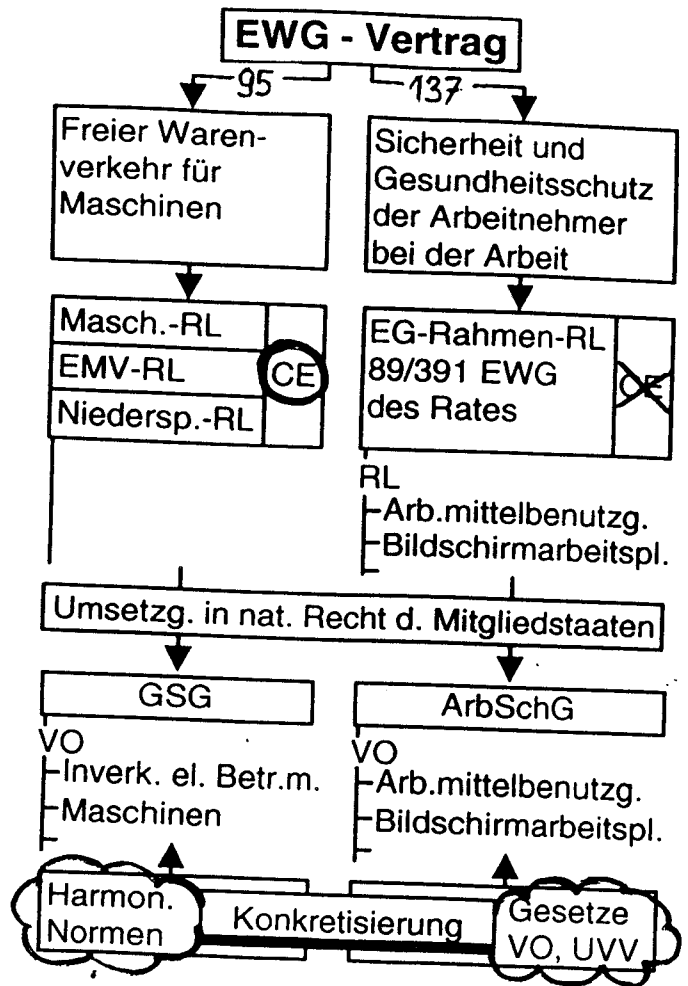 EWG - Vertrag
95
137
Freier Waren-
verkehr für
Maschinen
Sicherheit und
Gesundheitsschutz
der Arbeitnehmer
bei der Arbeit
Masch.-RL
EMV-RL
Niedersp.-RL
CE
EG-Rahmen-RL
89/391 EWG
des Rates
CE
RL
Arb.mittelbenutzg.
Bildschirmarbeitspl.
Umsetzg. in nat. Recht d. Mitgliedstaaten
GSG
VO
Inverk. el. Betr.m.
Maschinen
ArbSchG
VO
Arb.mittelbenutzg.
Bildschirmarbeitspl.
Harmon.
Normen
Konkretisierung
Gesetze
VO, UVV